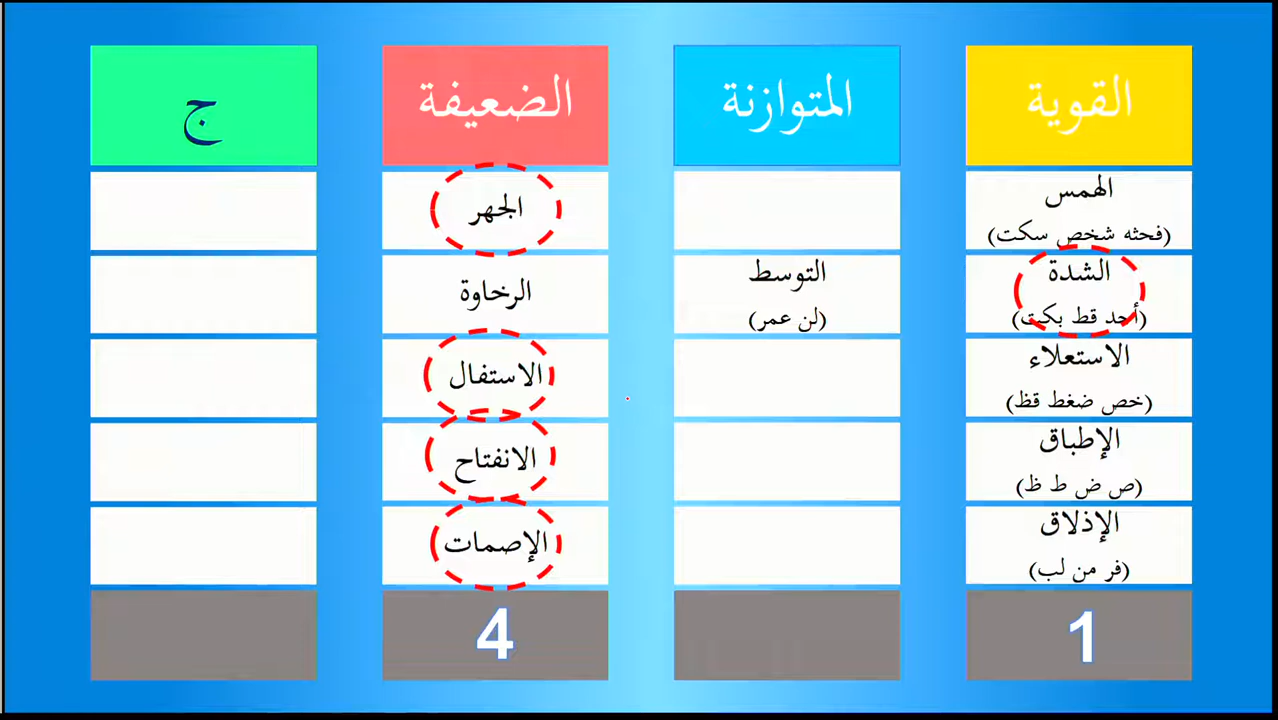 القوية
المتوازنة
الضعيفة
ج
الهمس
(فحثه شخص سكت)
الجهر
الشدة
(أجد قط بكت)
التوسط
(لن عمر)
الرخاوة
الاستعلاء
(خص ضغط قظ)
الاستفال
الإطباق
(ص ض ط ظ)
الانفتاح
الإذلاق
(فر من لب)
الإصمات
1
4